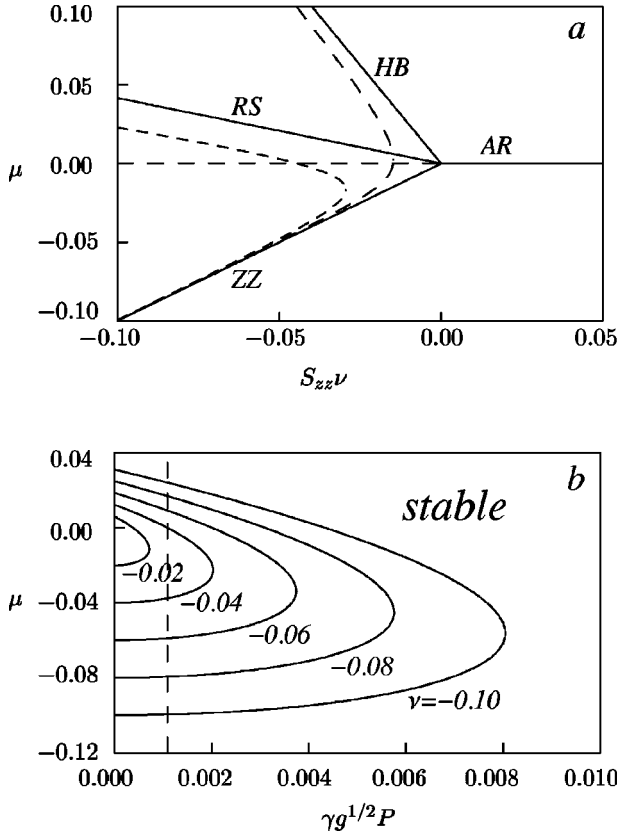 0.10
a
HB
0.05
RS
AR
μ
0.00
−0.05
ZZ
−0.10
−0.10 −0.05 0.00 0.05
S_{zz}ν
0.04
b
stable
0.00
μ
−0.02
−0.04
−0.04
−0.06
−0.08
−0.08
ν=−0.10
−0.12
0.000 0.002 0.004 0.006 0.008 0.010
γg^{1/2}P